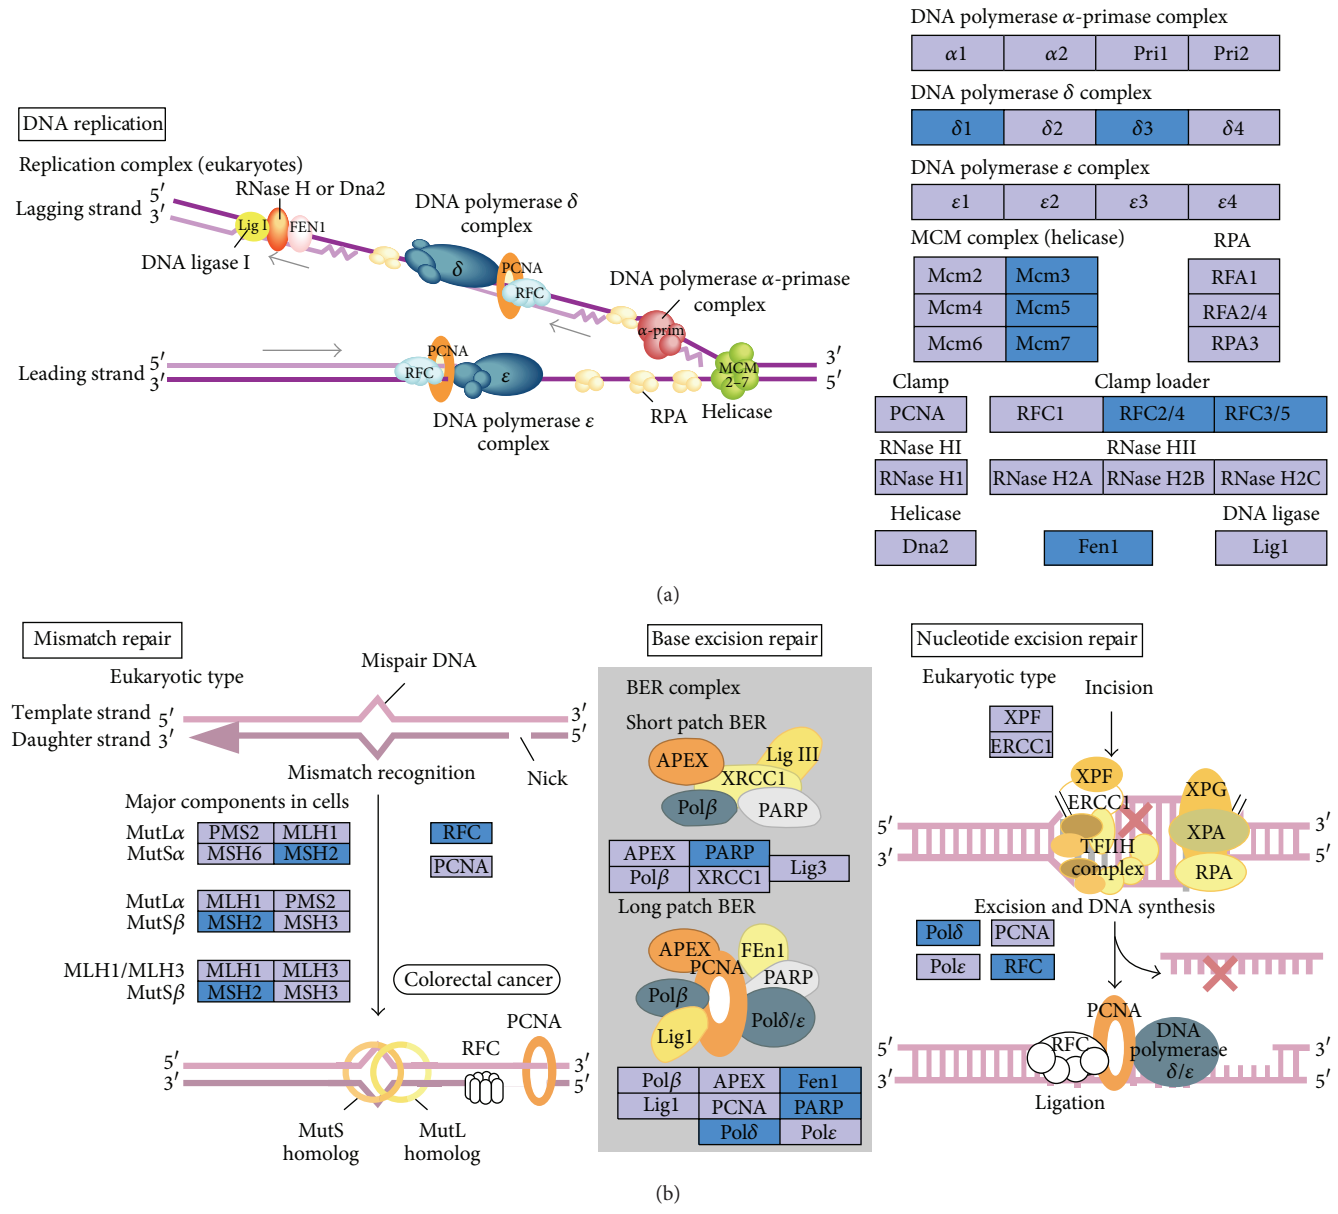 DNA replication
Replication complex (eukaryotes)
5′
Lagging strand 3′
RNase H or Dna2
Lig I
FEN1
DNA ligase I
DNA polymerase δ
complex
δ
PCNA
RFC
DNA polymerase α-primase
complex
α-prim
5′
Leading strand 3′
RFC
PCNA
ε
DNA polymerase ε
complex
RPA
MCM
2–7
Helicase
3′
5′
DNA polymerase α-primase complex
α1 α2 Pri1 Pri2
DNA polymerase δ complex
δ1 δ2 δ3 δ4
DNA polymerase ε complex
ε1 ε2 ε3 ε4
MCM complex (helicase) RPA
Mcm2 Mcm3 RFA1
Mcm4 Mcm5 RFA2/4
Mcm6 Mcm7 RPA3
Clamp Clamp loader
PCNA RFC1 RFC2/4 RFC3/5
RNase HI RNase HII
RNase H1 RNase H2A RNase H2B RNase H2C
Helicase DNA ligase
Dna2 Fen1 Lig1
(a)
Mismatch repair
Eukaryotic type
Mispair DNA
Template strand 5′ 3′
Daughter strand 3′ 5′
Mismatch recognition
Nick
Major components in cells
MutLα PMS2 MLH1
MutSα MSH6 MSH2
RFC
PCNA
MutLα MLH1 PMS2
MutSβ MSH2 MSH3
MLH1/MLH3 MLH1 MLH3
MutSβ MSH2 MSH3
Colorectal cancer
RFC
PCNA
5′ 3′
3′ 5′
MutS
homolog
MutL
homolog
Base excision repair
BER complex
Short patch BER
APEX
Lig III
XRCC1
Polβ
PARP
APEX PARP
Polβ XRCC1
Lig3
Long patch BER
APEX
FEn1
PCNA
PARP
Polβ
Polδ/ε
Lig1
Polβ APEX Fen1
Lig1 PCNA PARP
Polδ Polε
Nucleotide excision repair
Eukaryotic type
Incision
XPF
ERCC1
XPF
ERCC1
XPG
XPA
TFIIH
complex
RPA
5′ 3′
3′ 5′
Excision and DNA synthesis
Polδ PCNA
Polε RFC
PCNA
RFC
DNA
polymerase
δ/ε
5′ 3′
3′ 5′
Ligation
(b)